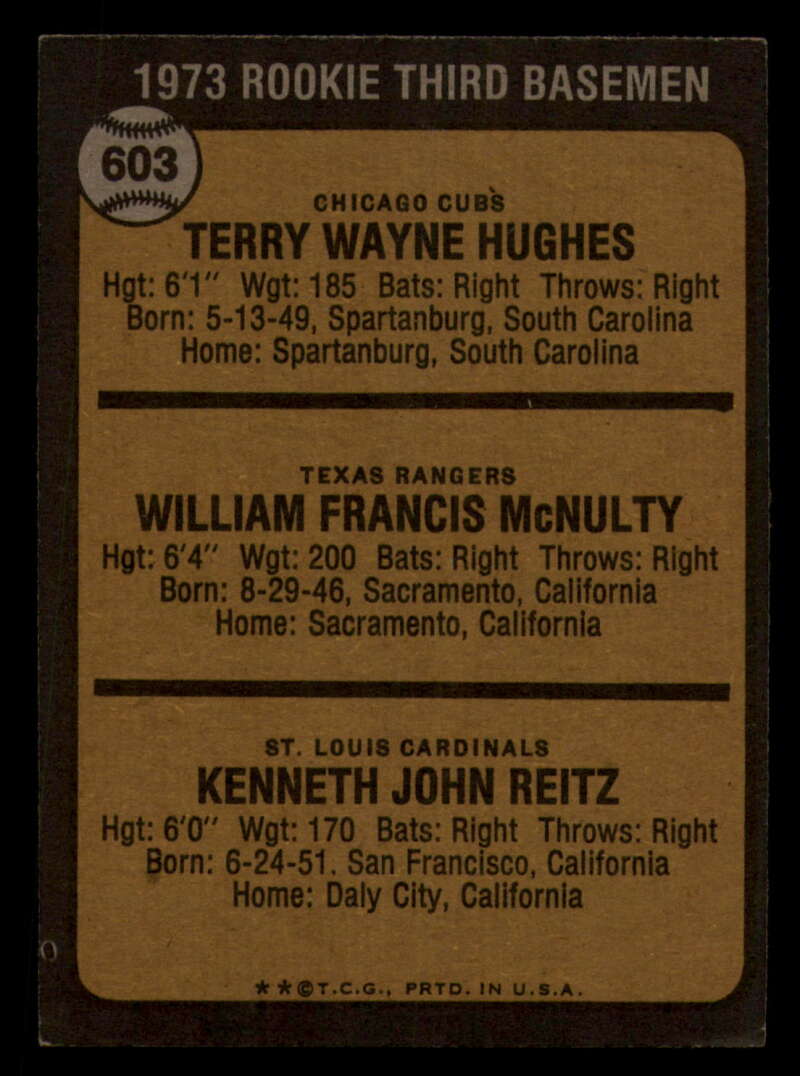 1973 ROOKIE THIRD BASEMEN
603
CHICAGO CUBS
TERRY WAYNE HUGHES
Hgt: 6'1" Wgt: 185 Bats: Right Throws: Right
Born: 5-13-49, Spartanburg, South Carolina
Home: Spartanburg, South Carolina
TEXAS RANGERS
WILLIAM FRANCIS McNULTY
Hgt: 6'4" Wgt: 200 Bats: Right Throws: Right
Born: 8-29-46, Sacramento, California
Home: Sacramento, California
ST. LOUIS CARDINALS
KENNETH JOHN REITZ
Hgt: 6'0" Wgt: 170 Bats: Right Throws: Right
Born: 6-24-51. San Francisco, California
Home: Daly City, California
★★©T.C.G., PRTD. IN U.S.A.